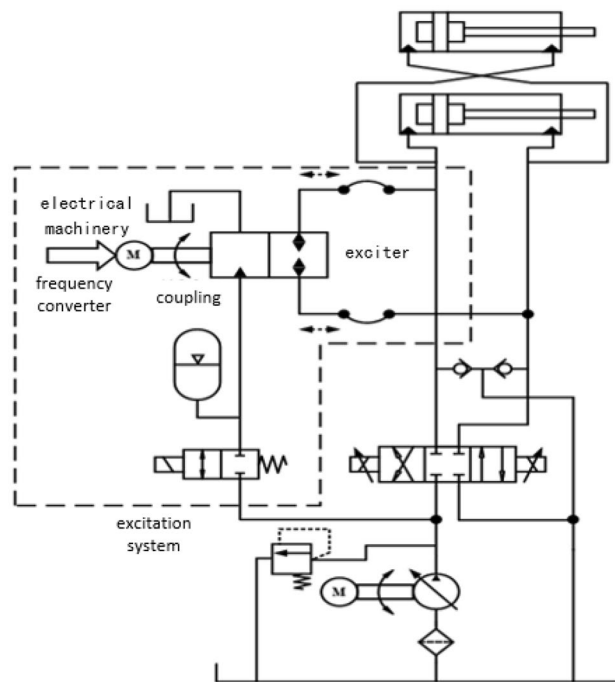 electrical
machinery
M
exciter
frequency
converter
coupling
excitation
system
M